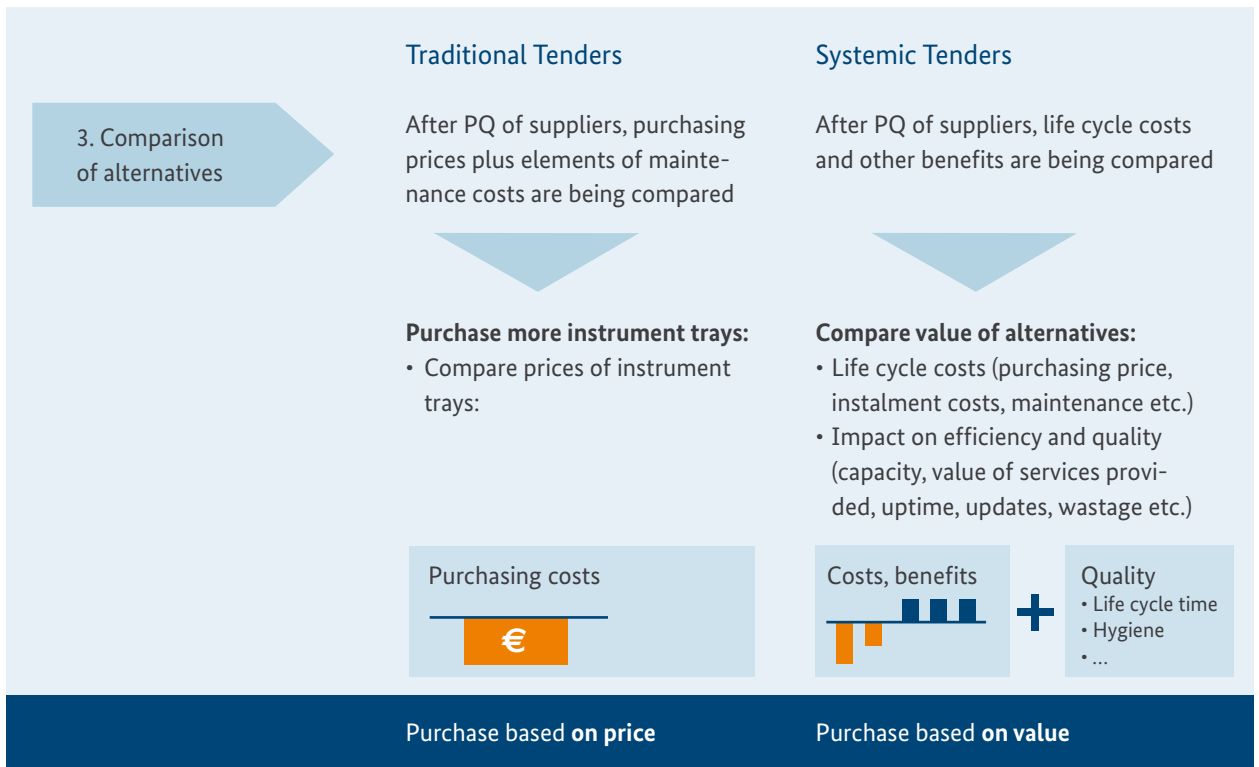 Traditional Tenders
Systemic Tenders
3. Comparison
of alternatives
After PQ of suppliers, purchasing
prices plus elements of mainte-
nance costs are being compared
After PQ of suppliers, life cycle costs
and other benefits are being compared
Purchase more instrument trays:
• Compare prices of instrument
trays:
Compare value of alternatives:
• Life cycle costs (purchasing price,
instalment costs, maintenance etc.)
• Impact on efficiency and quality
(capacity, value of services provi-
ded, uptime, updates, wastage etc.)
Purchasing costs
€
Costs, benefits
+
Quality
• Life cycle time
• Hygiene
• ...
Purchase based on price
Purchase based on value